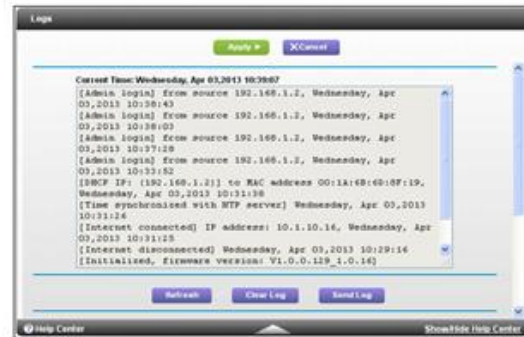 Logs
Apply
Cancel
Current Time: Wednesday, Apr 03,2013 10:39:07
[Admin login] from source 192.168.1.2, Wednesday, Apr
03,2013 10:38:43
[Admin login] from source 192.168.1.2, Wednesday, Apr
03,2013 10:38:03
[Admin login] from source 192.168.1.2, Wednesday, Apr
03,2013 10:37:28
[Admin login] from source 192.168.1.2, Wednesday, Apr
03,2013 10:33:52
[DHCP IP: (192.168.1.2)] to MAC address 00:1A:6B:6D:8F:19,
Wednesday, Apr 03,2013 10:31:38
[Time synchronized with NTP server] Wednesday, Apr 03,2013
10:31:26
[Internet connected] IP address: 10.1.10.16, Wednesday, Apr
03,2013 10:31:25
[Internet disconnected] Wednesday, Apr 03,2013 10:29:16
[Initialized, firmware version: V1.0.0.129_1.0.16]
Refresh Clear Log Send Log
Help Center Show/Hide Help Center